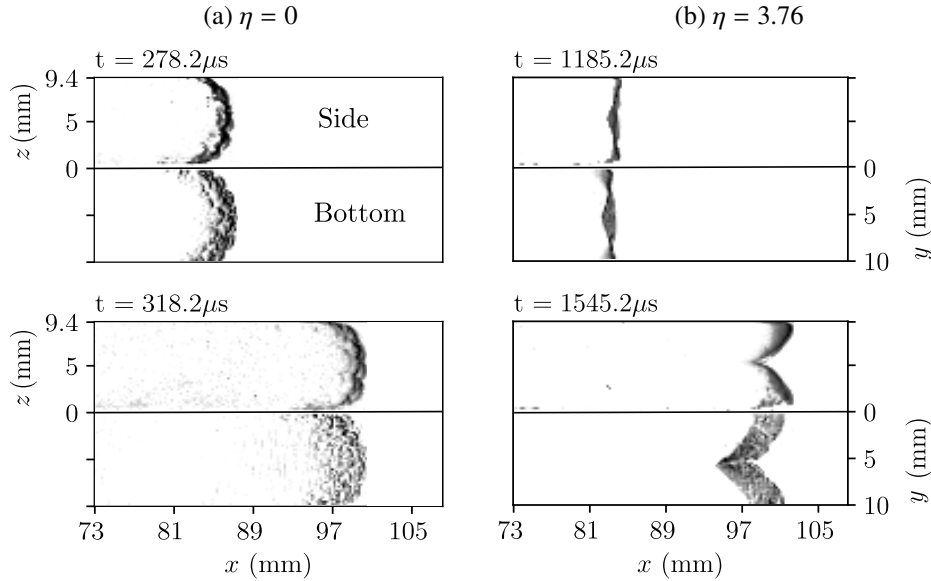 (a) η = 0
(b) η = 3.76
t = 278.2μs
t = 1185.2μs
9.4
5
0
z (mm)
Side
Bottom
0
5
10
y (mm)
t = 318.2μs
t = 1545.2μs
9.4
5
0
z (mm)
0
5
10
y (mm)
73 81 89 97 105
73 81 89 97 105
x (mm)
x (mm)